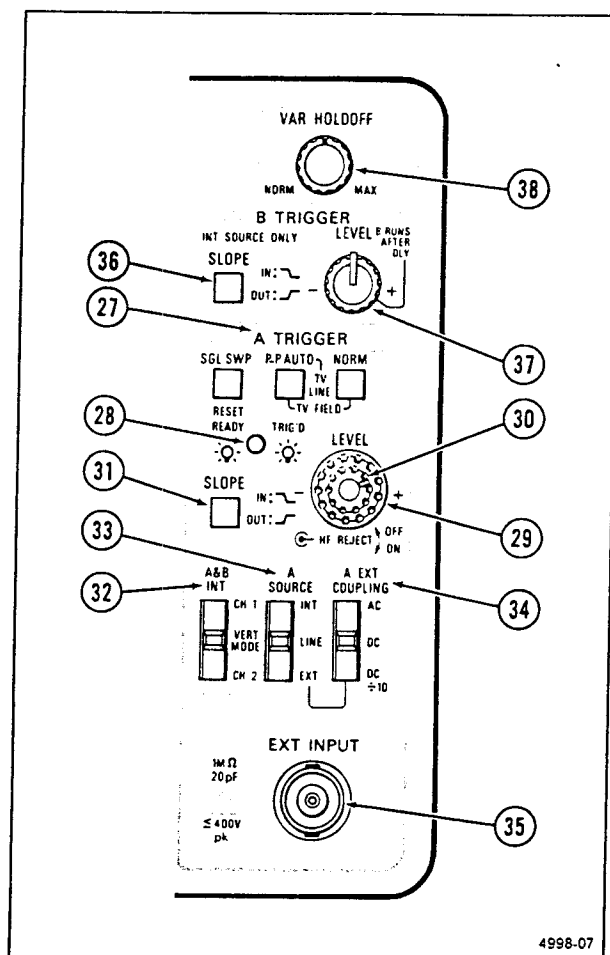 VAR HOLDOFF
NORM MAX
38
B TRIGGER
INT SOURCE ONLY
LEVEL
B RUNS
AFTER
DLY
36
SLOPE
IN:
OUT:
- +
37
27
A TRIGGER
SGL SWP P-P AUTO NORM
TV
LINE
TV FIELD
RESET
28
READY TRIG'D
30
LEVEL
31
SLOPE
IN:
OUT:
- +
29
HF REJECT OFF
ON
33
32
A&B
INT
A
SOURCE
A EXT
COUPLING
34
CH 1 INT AC
VERT
MODE
LINE DC
CH 2 EXT DC
÷10
EXT INPUT
1MΩ
20pF
≤400V
pk
35
4998-07